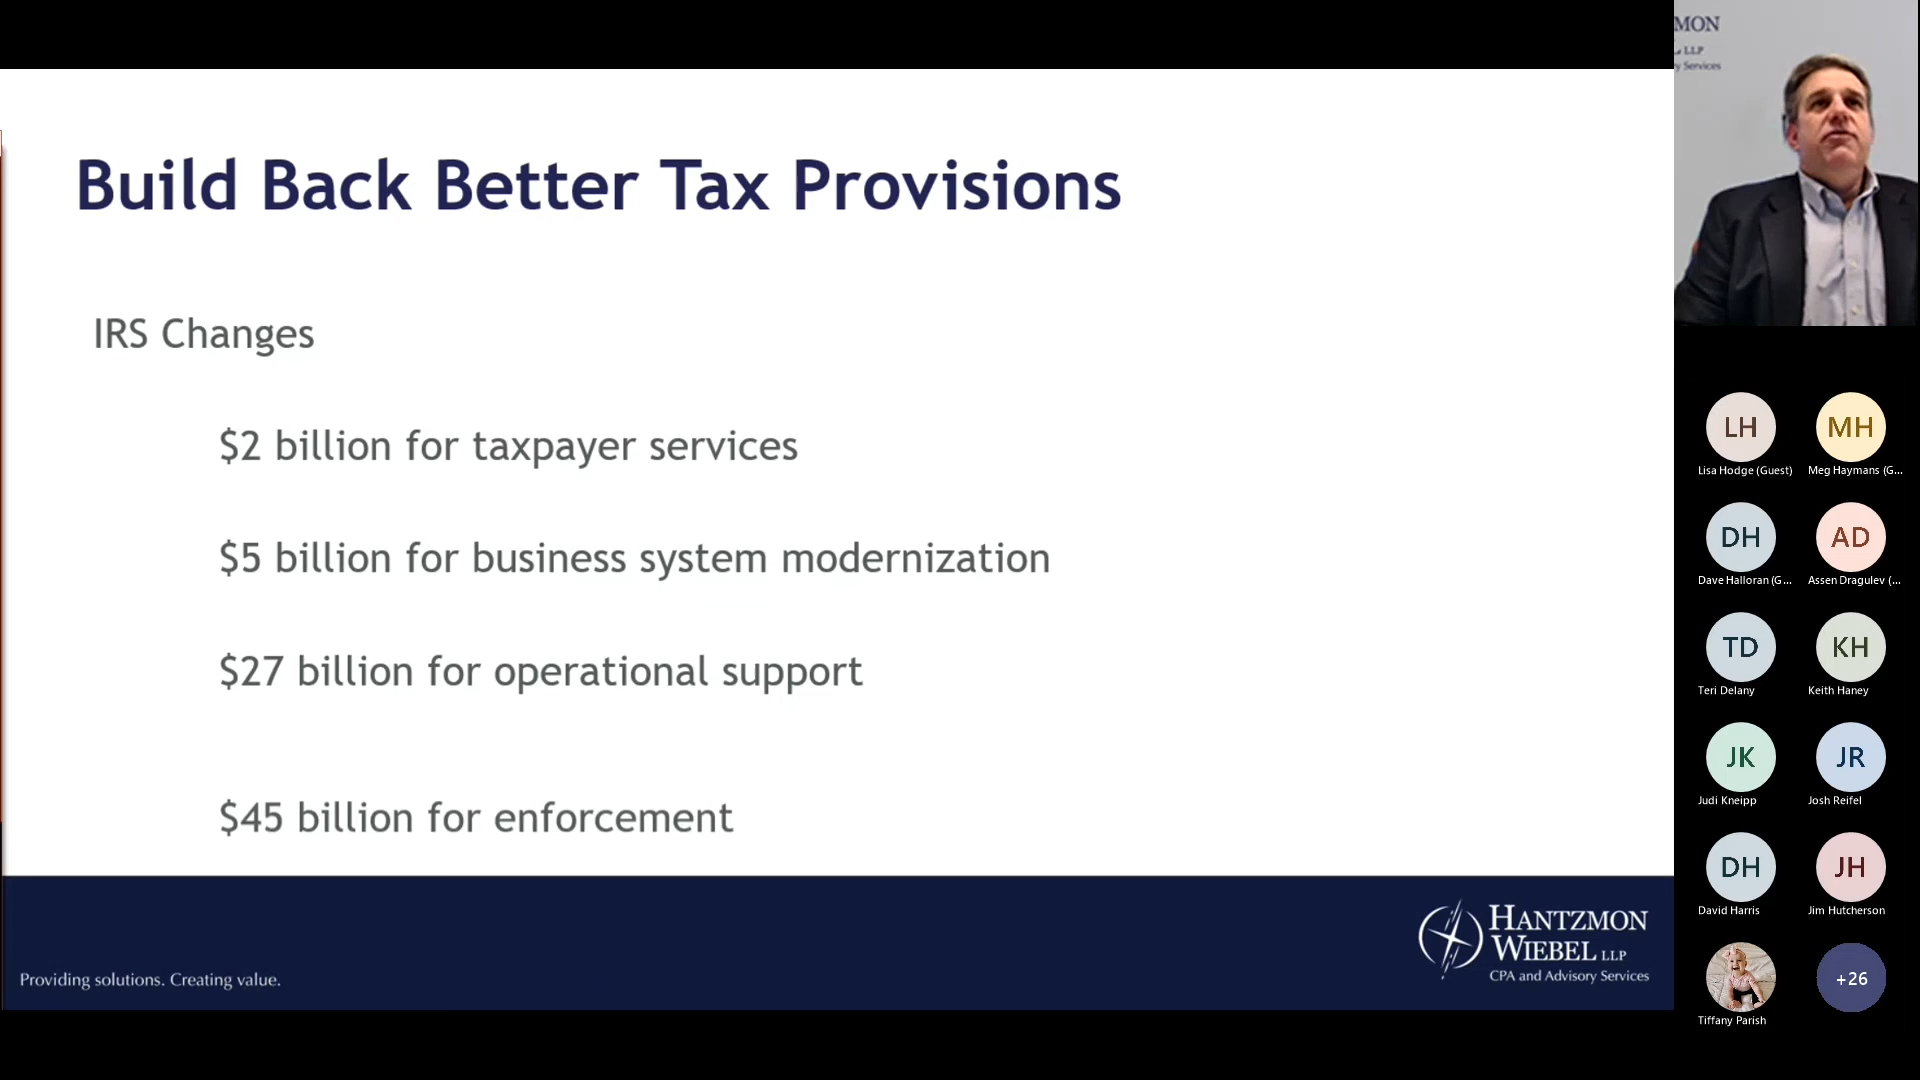 Build Back Better Tax Provisions
IRS Changes
$2 billion for taxpayer services
$5 billion for business system modernization
$27 billion for operational support
$45 billion for enforcement
Providing solutions. Creating value.
HANTZMON
WIEBEL LLP
CPA and Advisory Services
MON
LLP
y Services
LH
Lisa Hodge (Guest)
MH
Meg Haymans (G...
DH
Dave Halloran (G...
AD
Assen Dragulev (...
TD
Teri Delany
KH
Keith Haney
JK
Judi Kneipp
JR
Josh Reifel
DH
David Harris
JH
Jim Hutcherson
Tiffany Parish
+26